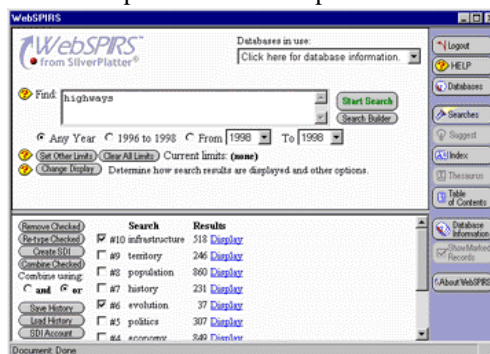 WebSPIRS
WebSPIRS™
from SilverPlatter®
Databases in use:
Click here for database information.
Find:
highways
Start Search
Search Builder
Any Year 1996 to 1998 From 1998 To 1998
Set Other Limits Clear All Limits Current limits: (none)
Change Display Determine how search results are displayed and other options.
Remove Checked
Re-type Checked
Create SDI
Combine Checked
Combine using:
and or
Save History
Load History
SDI Account
Search Results
#10 infrastructure 518 Display
#9 territory 246 Display
#8 population 860 Display
#7 history 231 Display
#6 evolution 37 Display
#5 politics 307 Display
#4 economy 849 Display
Logout
HELP
Databases
Searches
Suggest
Index
Thesaurus
Table
of Contents
Database
Information
Show Marked
Records
About WebSPIRS
Document: Done